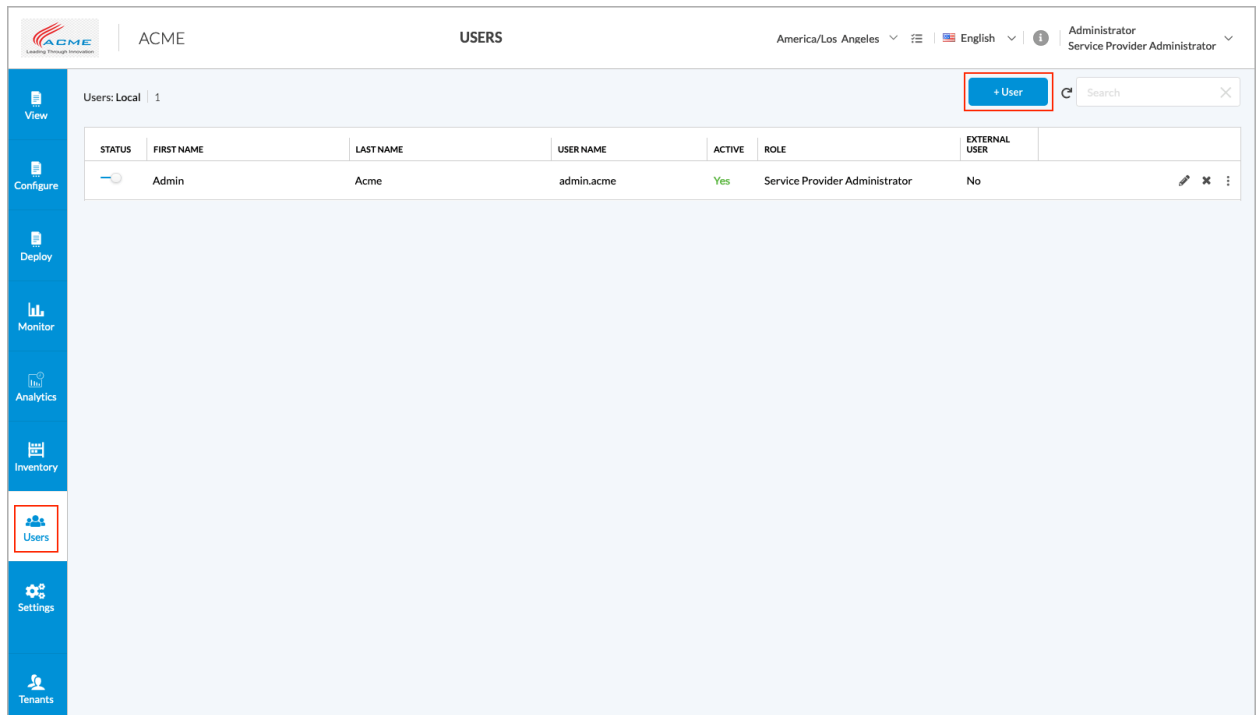 ACME
Leading Through Innovation
ACME
USERS
America/Los Angeles
English
Administrator
Service Provider Administrator
View
Configure
Deploy
Monitor
Analytics
Inventory
Users
Settings
Tenants
Users: Local 1
+ User
Search
STATUS FIRST NAME LAST NAME USER NAME ACTIVE ROLE EXTERNAL USER
Admin Acme admin.acme Yes Service Provider Administrator No